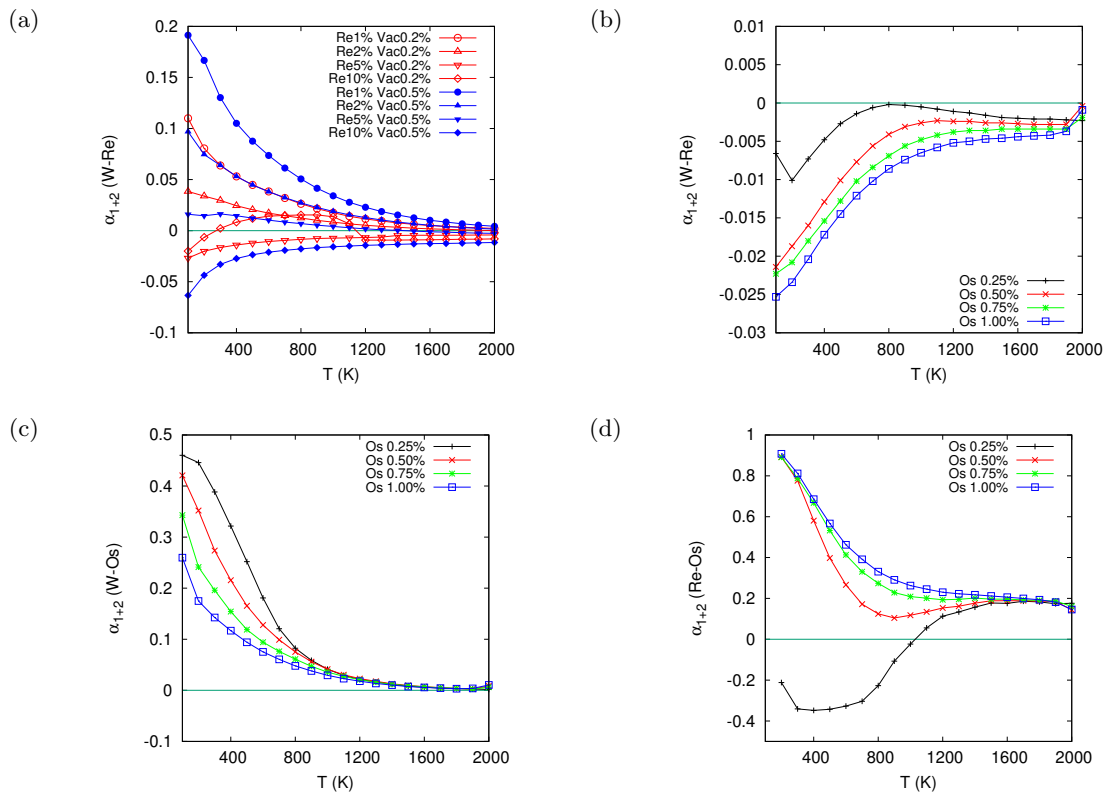 (a)
α1+2 (W-Re)
0.2
0.15
0.1
0.05
0
-0.05
-0.1
Re1% Vac0.2%
Re2% Vac0.2%
Re5% Vac0.2%
Re10% Vac0.2%
Re1% Vac0.5%
Re2% Vac0.5%
Re5% Vac0.5%
Re10% Vac0.5%
400 800 1200 1600 2000
T (K)
(b)
α1+2 (W-Re)
0.01
0.005
0
-0.005
-0.01
-0.015
-0.02
-0.025
-0.03
Os 0.25%
Os 0.50%
Os 0.75%
Os 1.00%
400 800 1200 1600 2000
T (K)
(c)
α1+2 (W-Os)
0.5
0.4
0.3
0.2
0.1
0
-0.1
Os 0.25%
Os 0.50%
Os 0.75%
Os 1.00%
400 800 1200 1600 2000
T (K)
(d)
α1+2 (Re-Os)
1
0.8
0.6
0.4
0.2
0
-0.2
-0.4
Os 0.25%
Os 0.50%
Os 0.75%
Os 1.00%
400 800 1200 1600 2000
T (K)